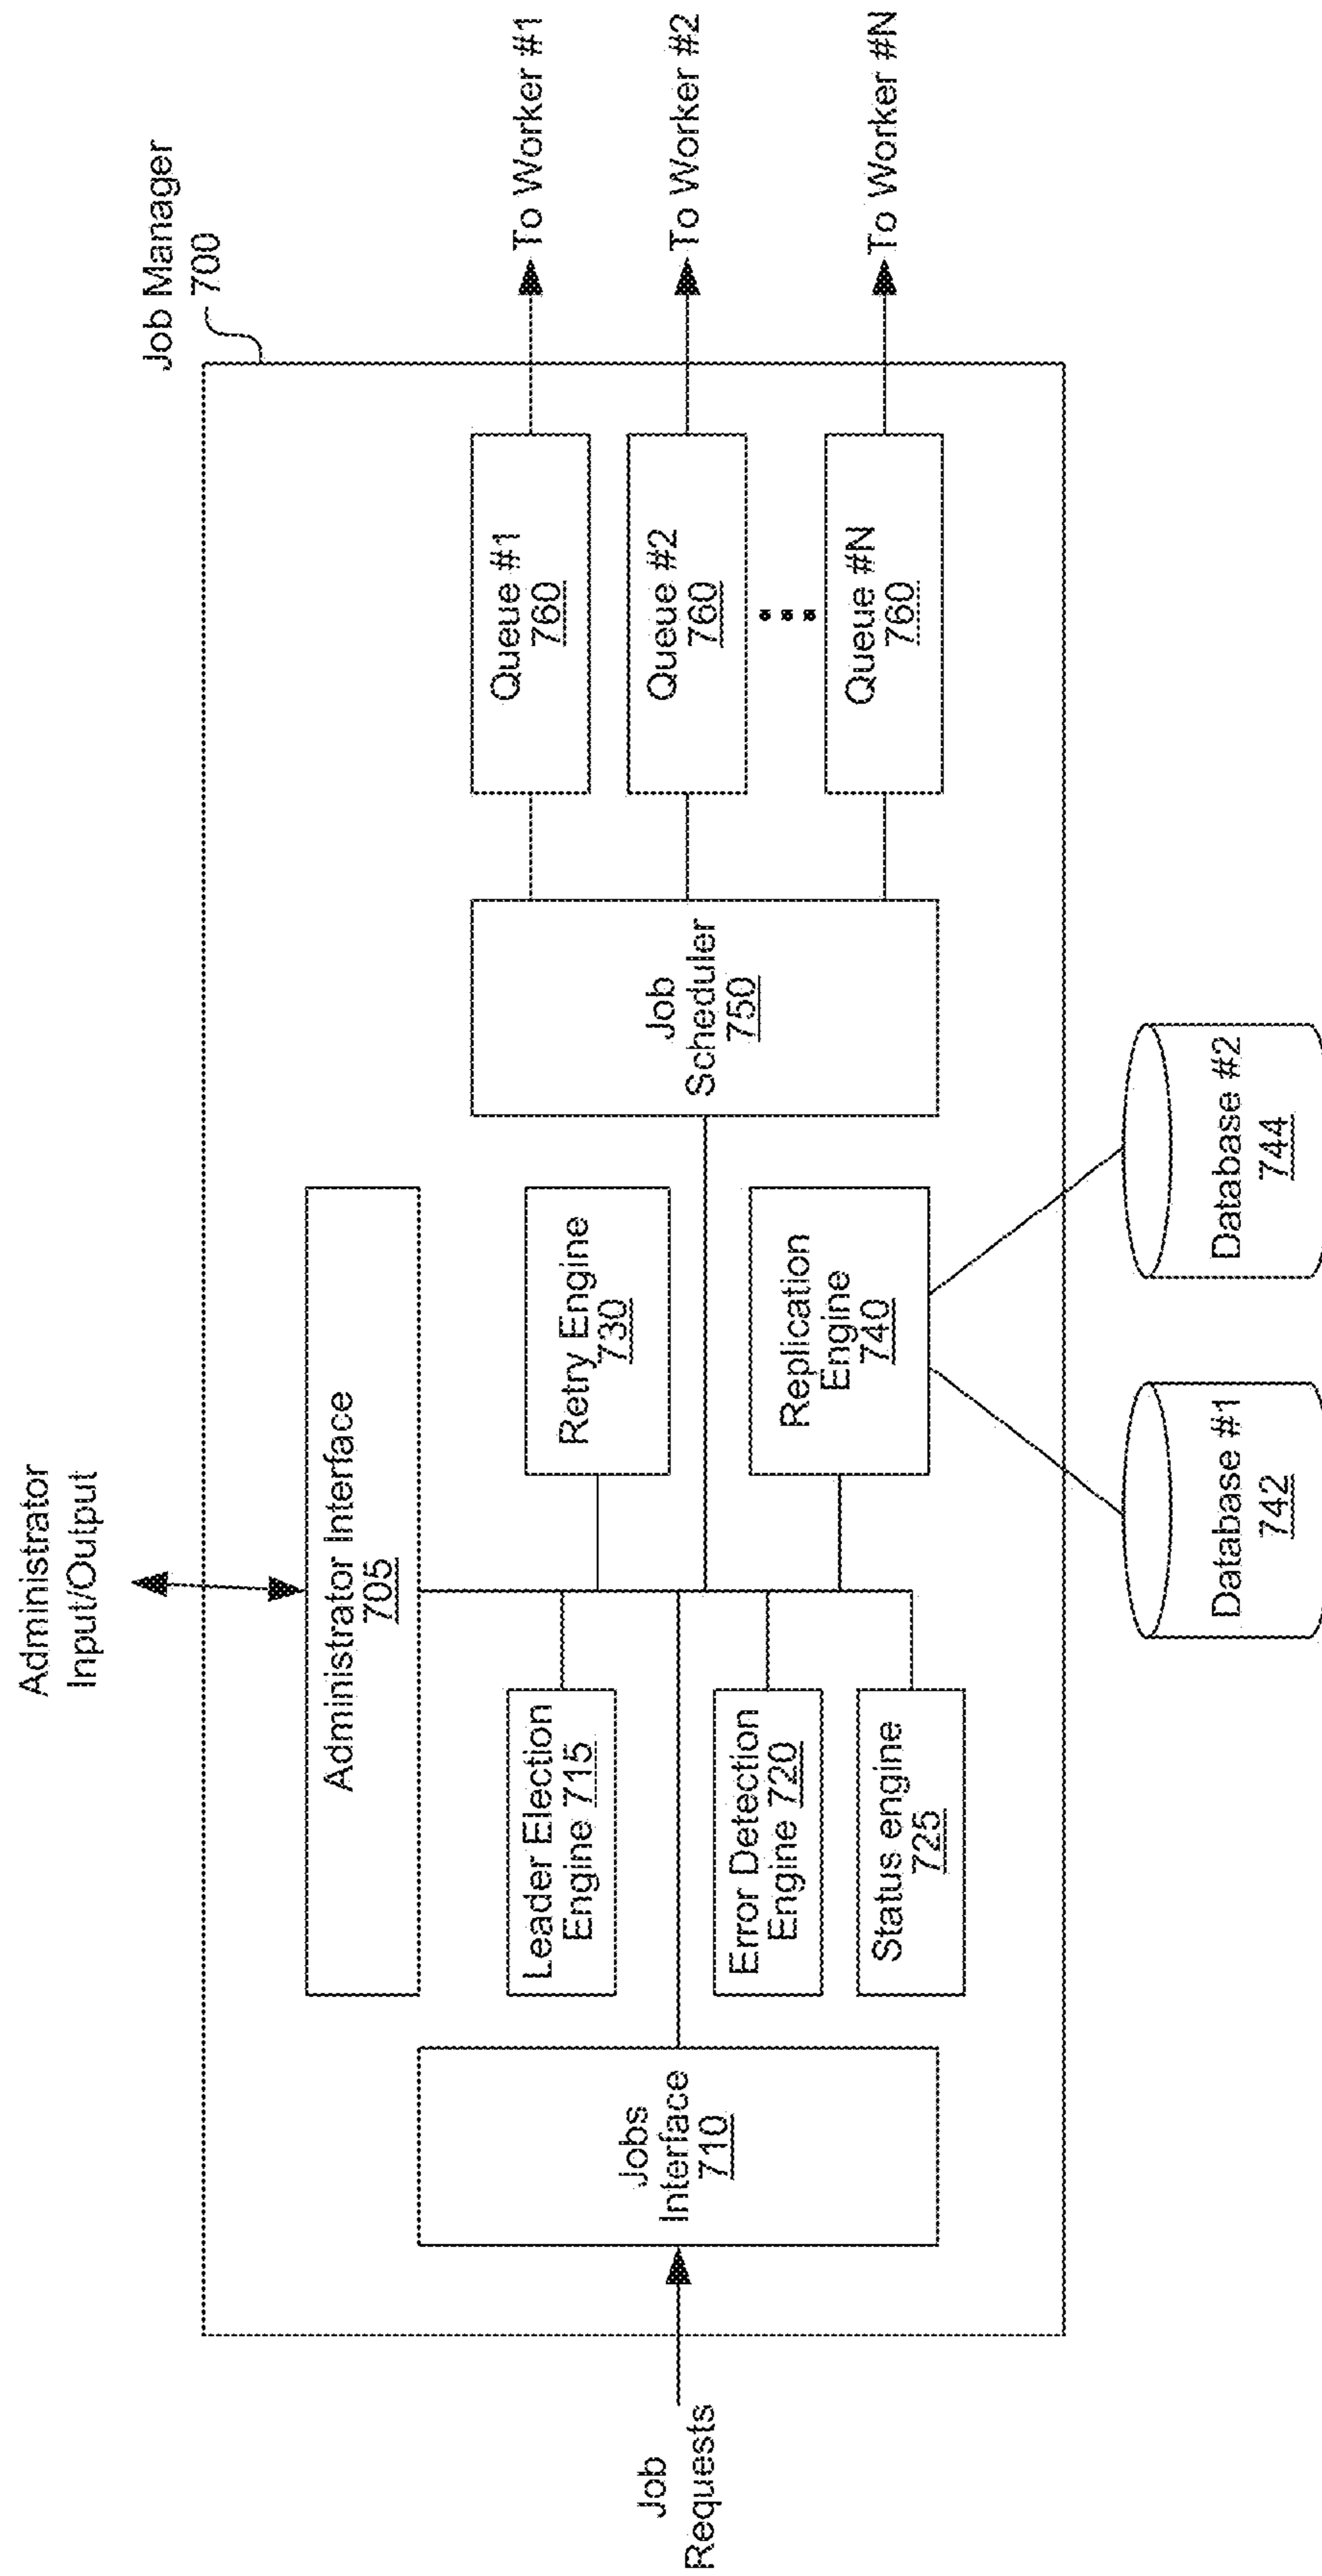 Administrator
Input/Output
Job Manager
700
Administrator Interface
705
Job
Requests
Jobs
Interface
710
Leader Election
Engine 715
Error Detection
Engine 720
Status engine
725
Retry Engine
730
Replication
Engine
740
Job
Scheduler
750
Queue #1
760
Queue #2
760
Queue #N
760
To Worker #1
To Worker #2
To Worker #N
Database #1
742
Database #2
744